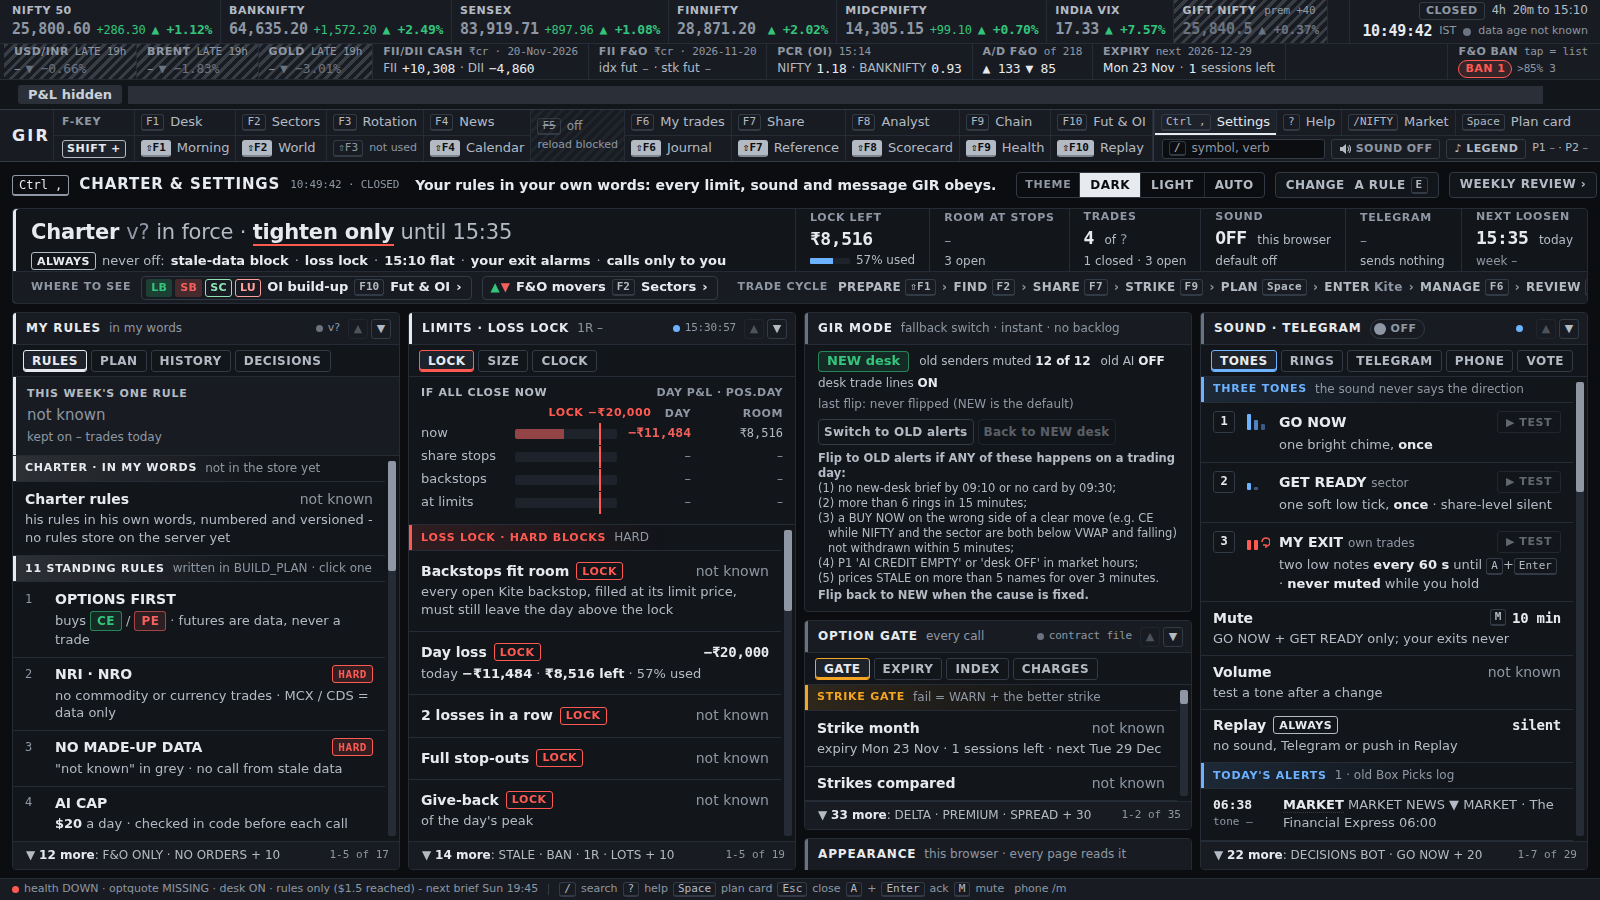 NIFTY 50 BANKNIFTY SENSEX FINNIFTY MIDCPNIFTY INDIA VIX GIFT NIFTY prem +40 CLOSED 4h 20m to 15:10
25,800.60 +286.30 ▲ +1.12% 64,635.20 +1,572.20 ▲ +2.49% 83,919.71 +897.96 ▲ +1.08% 28,871.20 ▲ +2.02% 14,305.15 +99.10 ▲ +0.70% 17.33 ▲ +7.57% 25,840.5 ▲ +0.37% 10:49:42 IST data age not known
USD/INR LATE 19h BRENT LATE 19h GOLD LATE 19h FII/DII CASH ₹cr · 20-Nov-2026 FII F&O ₹cr · 2026-11-20 PCR (OI) 15:14 A/D F&O of 218 EXPIRY next 2026-12-29 F&O BAN tap = list
– ▼ −0.66% – ▼ −1.83% – ▼ −3.01% FII +10,308 · DII −4,860 idx fut – · stk fut – NIFTY 1.18 · BANKNIFTY 0.93 ▲ 133 ▼ 85 Mon 23 Nov · 1 sessions left BAN 1 >85% 3
P&L hidden
GIR F-KEY F1 Desk F2 Sectors F3 Rotation F4 News F5 off F6 My trades F7 Share F8 Analyst F9 Chain F10 Fut & OI Ctrl , Settings ? Help /NIFTY Market Space Plan card
SHIFT + ⇧F1 Morning ⇧F2 World ⇧F3 not used ⇧F4 Calendar reload blocked ⇧F6 Journal ⇧F7 Reference ⇧F8 Scorecard ⇧F9 Health ⇧F10 Replay / symbol, verb SOUND OFF ♪ LEGEND P1 – · P2 –
Ctrl , CHARTER & SETTINGS 10:49:42 · CLOSED Your rules in your own words: every limit, sound and message GIR obeys. THEME DARK LIGHT AUTO CHANGE A RULE E WEEKLY REVIEW ›
Charter v? in force · tighten only until 15:35
ALWAYS never off: stale-data block · loss lock · 15:10 flat · your exit alarms · calls only to you
LOCK LEFT ROOM AT STOPS TRADES SOUND TELEGRAM NEXT LOOSEN
₹8,516 – 4 of ? OFF this browser – 15:35 today
57% used 3 open 1 closed · 3 open default off sends nothing week –
WHERE TO SEE LB SB SC LU OI build-up F10 Fut & OI › ▲▼ F&O movers F2 Sectors › TRADE CYCLE PREPARE ⇧F1 › FIND F2 › SHARE F7 › STRIKE F9 › PLAN Space › ENTER Kite › MANAGE F6 › REVIEW
MY RULES in my words v? ▲ ▼
RULES PLAN HISTORY DECISIONS
THIS WEEK'S ONE RULE
not known
kept on – trades today
CHARTER · IN MY WORDS not in the store yet
Charter rules not known
his rules in his own words, numbered and versioned -
no rules store on the server yet
11 STANDING RULES written in BUILD_PLAN · click one
1 OPTIONS FIRST
buys CE / PE · futures are data, never a
trade
2 NRI · NRO HARD
no commodity or currency trades · MCX / CDS =
data only
3 NO MADE-UP DATA HARD
"not known" in grey · no call from stale data
4 AI CAP
$20 a day · checked in code before each call
▼ 12 more: F&O ONLY · NO ORDERS + 10 1-5 of 17
LIMITS · LOSS LOCK 1R – 15:30:57 ▲ ▼
LOCK SIZE CLOCK
IF ALL CLOSE NOW DAY P&L · POS.DAY
LOCK −₹20,000 DAY ROOM
now −₹11,484 ₹8,516
share stops – –
backstops – –
at limits – –
LOSS LOCK · HARD BLOCKS HARD
Backstops fit room LOCK not known
every open Kite backstop, filled at its limit price,
must still leave the day above the lock
Day loss LOCK −₹20,000
today −₹11,484 · ₹8,516 left · 57% used
2 losses in a row LOCK not known
Full stop-outs LOCK not known
Give-back LOCK not known
of the day's peak
▼ 14 more: STALE · BAN · 1R · LOTS + 10 1-5 of 19
GIR MODE fallback switch · instant · no backlog
NEW desk old senders muted 12 of 12 old AI OFF
desk trade lines ON
last flip: never flipped (NEW is the default)
Switch to OLD alerts Back to NEW desk
Flip to OLD alerts if ANY of these happens on a trading
day:
(1) no new-desk brief by 09:10 or no card by 09:30;
(2) more than 6 rings in 15 minutes;
(3) a BUY NOW on the wrong side of a clear move (e.g. CE
while NIFTY and the sector are both below VWAP and falling)
not withdrawn within 5 minutes;
(4) P1 'AI CREDIT EMPTY' or 'desk down' in market hours;
(5) prices STALE on more than 5 names for over 3 minutes.
Flip back to NEW when the cause is fixed.
OPTION GATE every call contract file ▲ ▼
GATE EXPIRY INDEX CHARGES
STRIKE GATE fail = WARN + the better strike
Strike month not known
expiry Mon 23 Nov · 1 sessions left · next Tue 29 Dec
Strikes compared not known
▼ 33 more: DELTA · PREMIUM · SPREAD + 30 1-2 of 35
APPEARANCE this browser · every page reads it
SOUND · TELEGRAM OFF ▲ ▼
TONES RINGS TELEGRAM PHONE VOTE
THREE TONES the sound never says the direction
1 GO NOW ▶ TEST
one bright chime, once
2 GET READY sector ▶ TEST
one soft low tick, once · share-level silent
3 MY EXIT own trades ▶ TEST
two low notes every 60 s until A+Enter
· never muted while you hold
Mute M 10 min
GO NOW + GET READY only; your exits never
Volume not known
test a tone after a change
Replay ALWAYS silent
no sound, Telegram or push in Replay
TODAY'S ALERTS 1 · old Box Picks log
06:38 MARKET MARKET NEWS ▼ MARKET · The
tone – Financial Express 06:00
▼ 22 more: DECISIONS BOT · GO NOW + 20 1-7 of 29
health DOWN · optquote MISSING · desk ON · rules only ($1.5 reached) - next brief Sun 19:45 / search ? help Space plan card Esc close A + Enter ack M mute phone /m